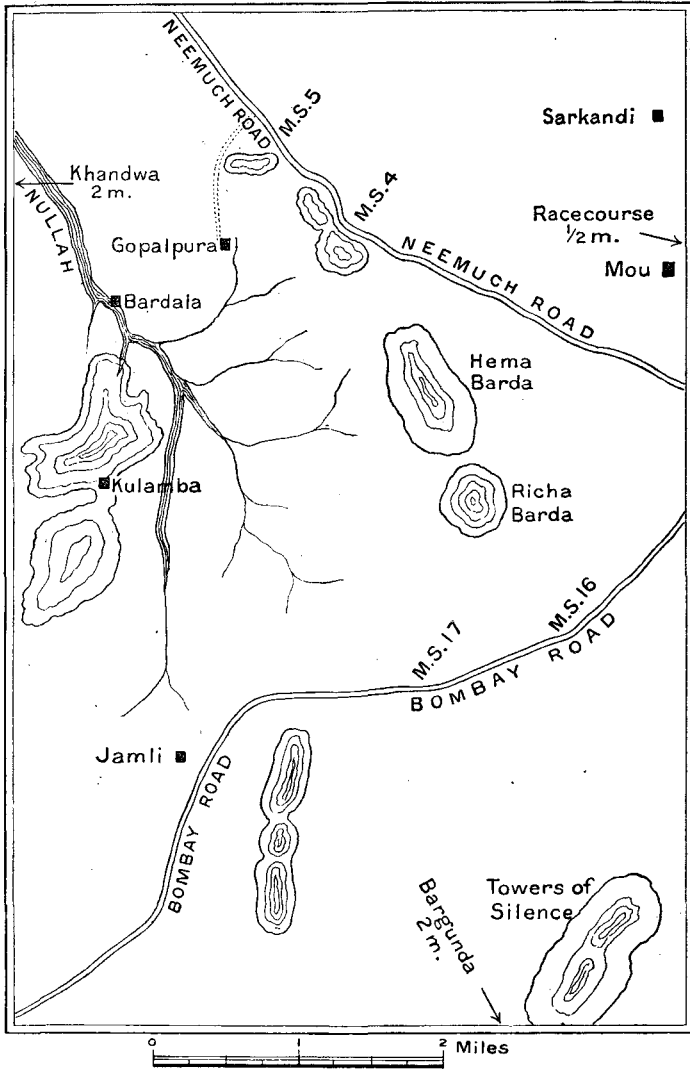 NEEMUCH ROAD
M.S.5
Sarkandi
Khandwa
2 m.
NULLAH
M.S.4
Racecourse
1/2 m.
Gopalpura
NEEMUCH ROAD
Mou
Bardala
Hema
Barda
Kulamba
Richa
Barda
M.S.16
M.S.17
BOMBAY ROAD
Jamli
BOMBAY ROAD
Bargunda
2 m.
Towers of
Silence
0 1 2 Miles